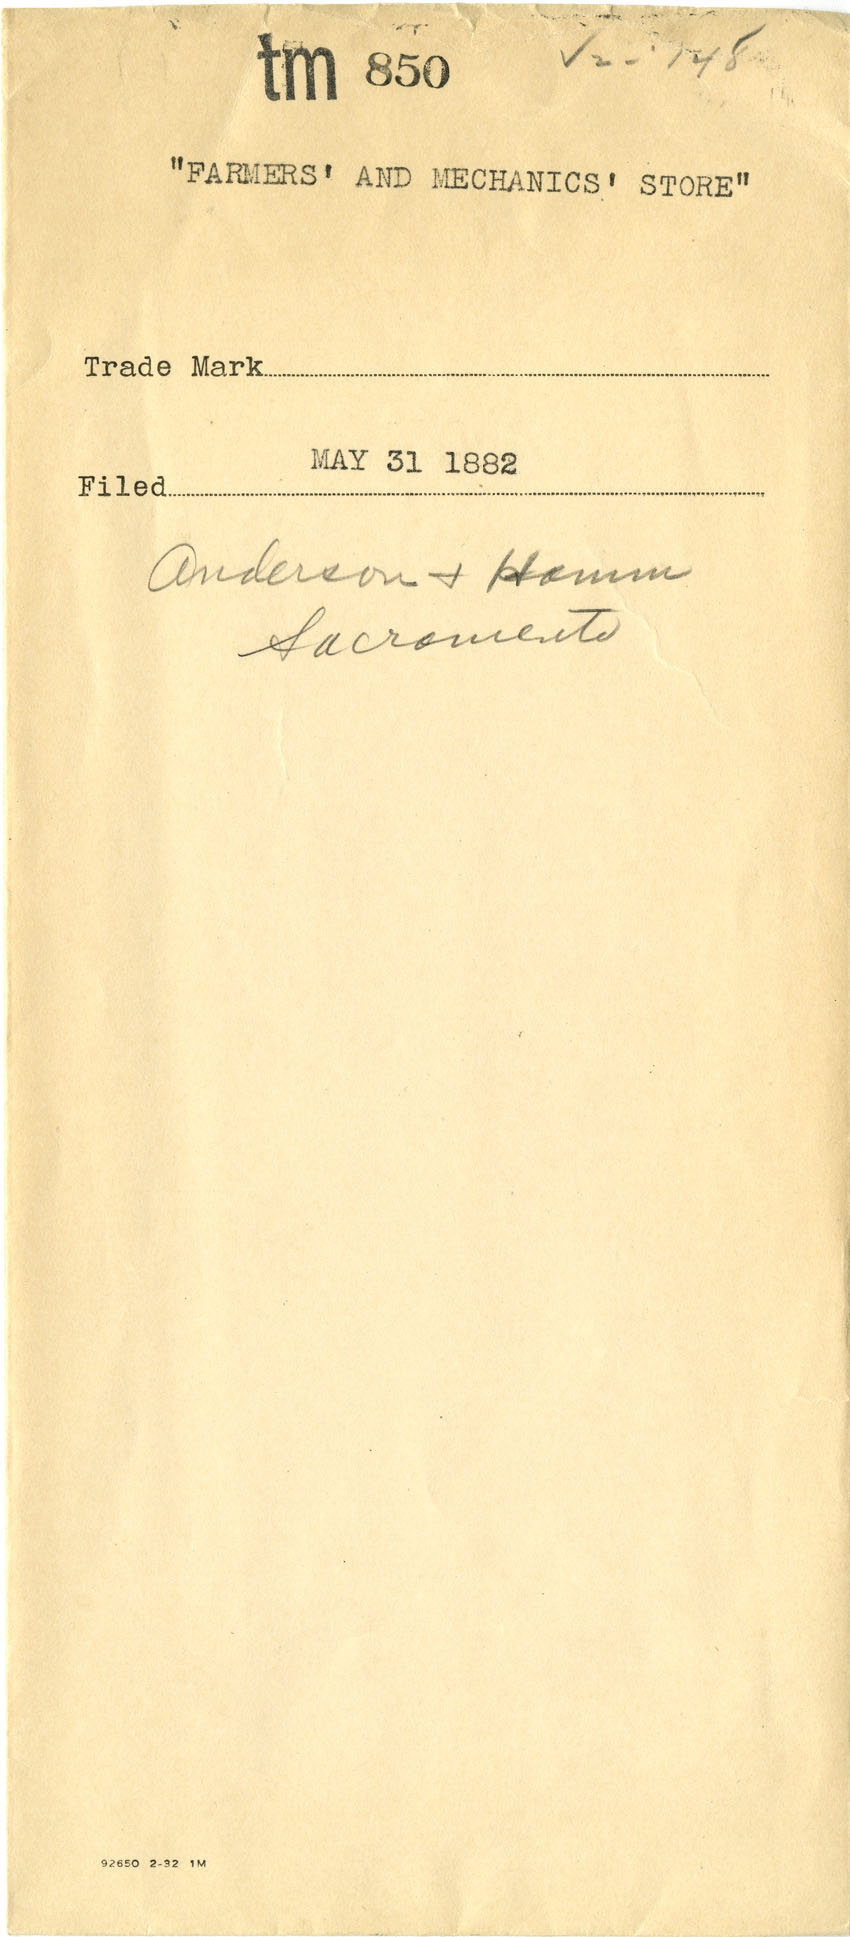 tm 850
"FARMERS' AND MECHANICS' STORE"
Trade Mark
MAY 31 1882
Filed
Anderson + Hamm
Sacramento
92650 2-32 1M